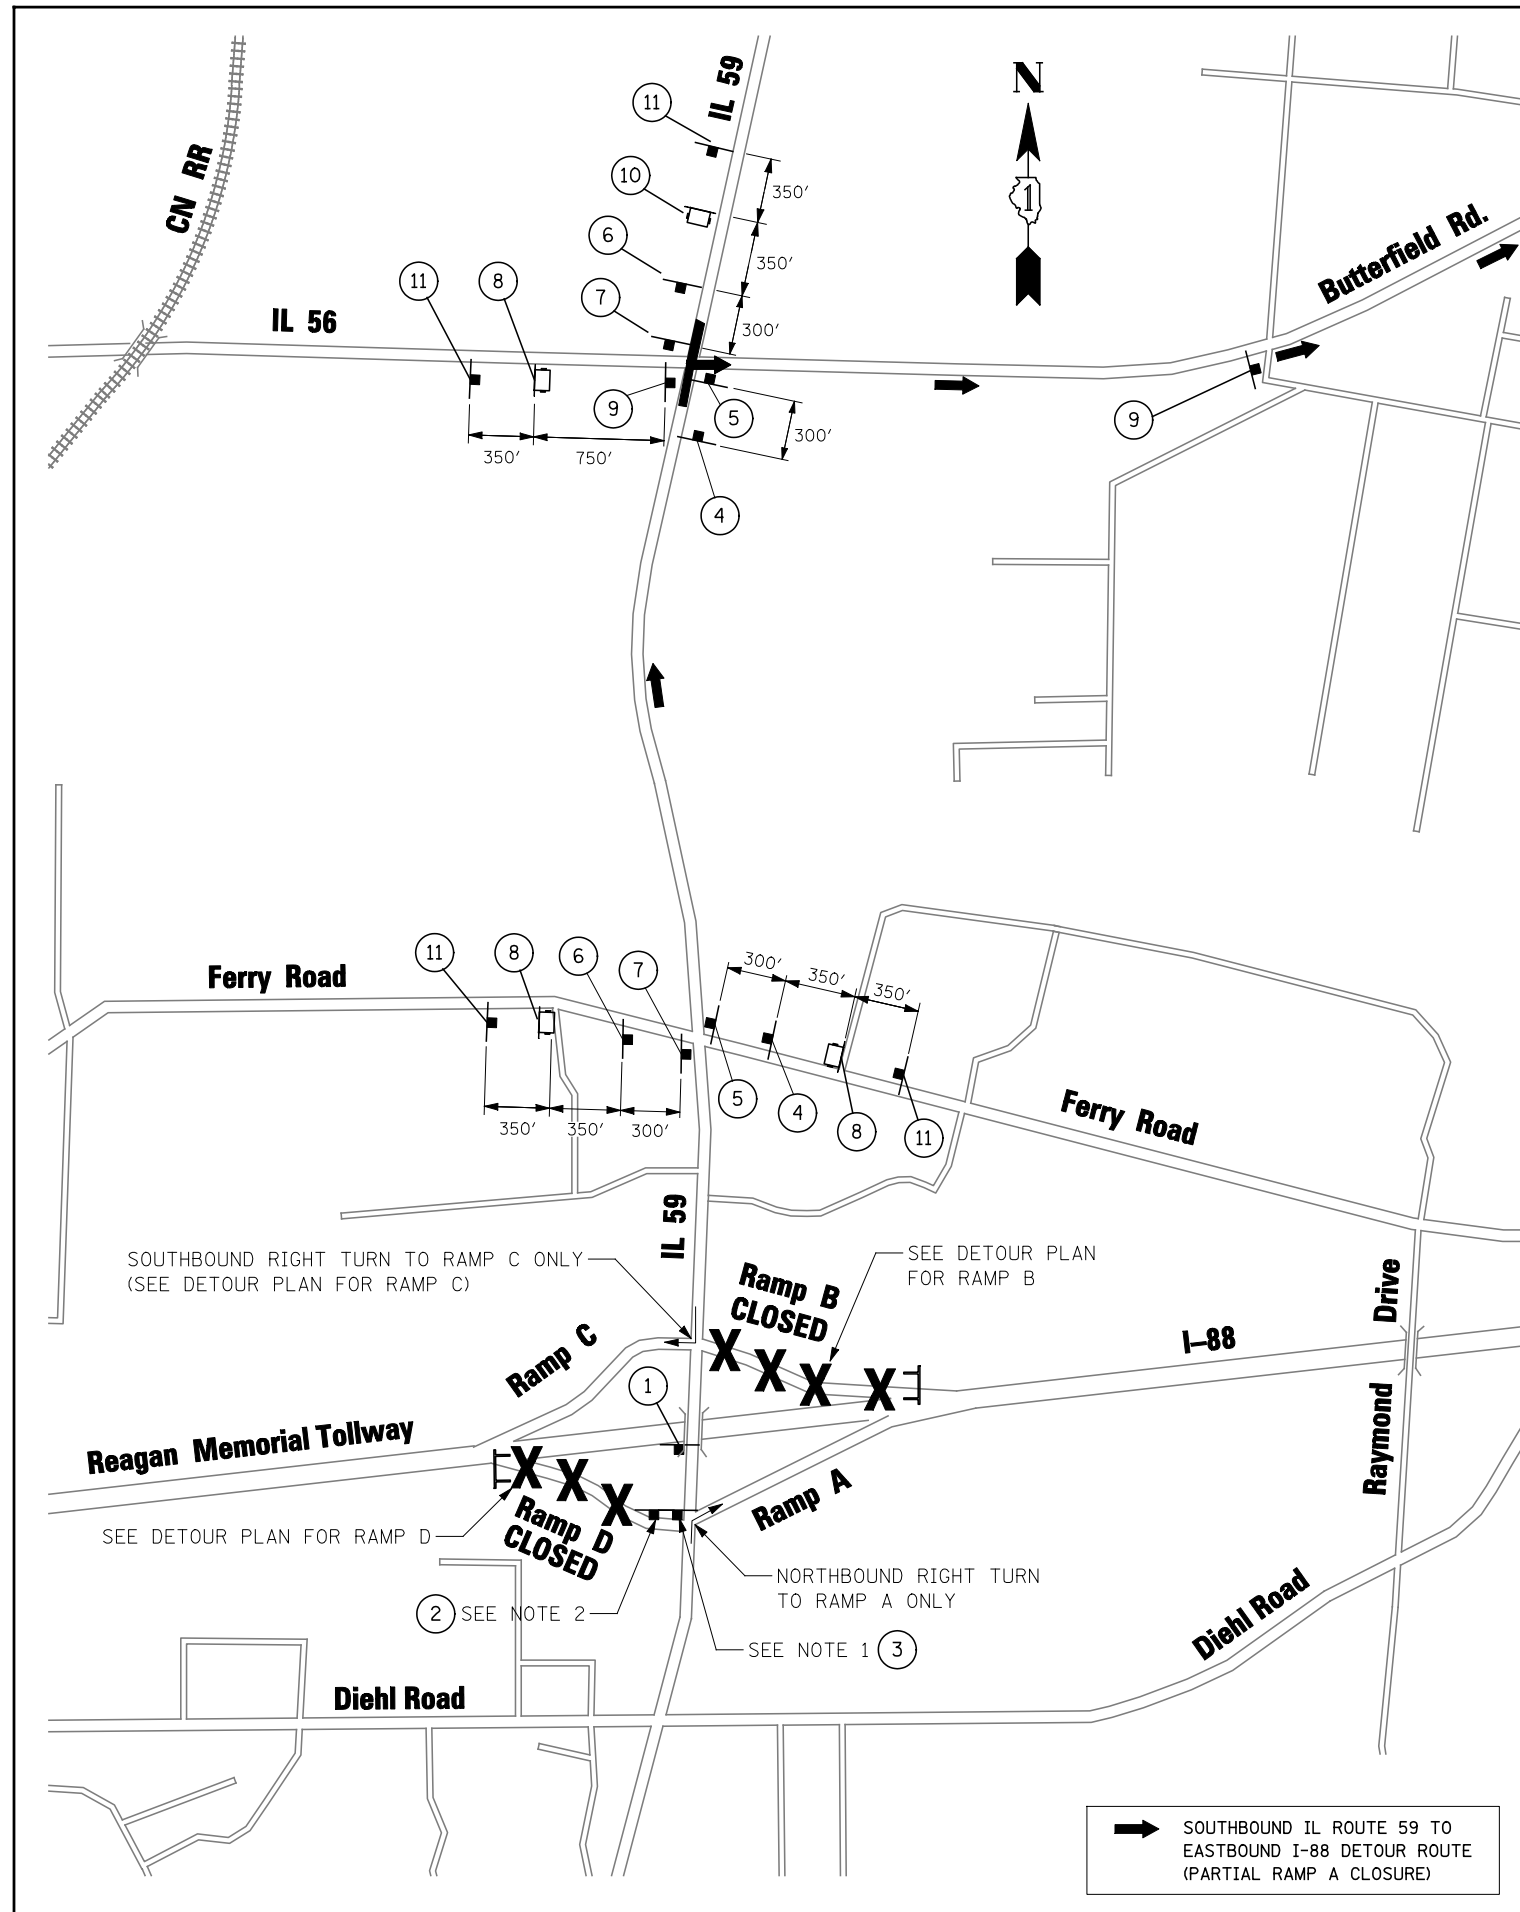 IL 59
N
11
350'
10
CN RR
1
6
350'
Butterfield Rd.
11
8
7
IL 56
300'
9
5
9
300'
350'
750'
4
11
8
6
7
300'
350'
350'
Ferry Road
5
4
8
11
Ferry Road
350'
350'
300'
IL 59
SOUTHBOUND RIGHT TURN TO RAMP C ONLY
(SEE DETOUR PLAN FOR RAMP C)
SEE DETOUR PLAN
FOR RAMP B
Ramp B
CLOSED
Raymond Drive
I-88
Ramp C
1
Reagan Memorial Tollway
Ramp A
Ramp D
CLOSED
SEE DETOUR PLAN FOR RAMP D
NORTHBOUND RIGHT TURN
TO RAMP A ONLY
2 SEE NOTE 2
SEE NOTE 1 3
Diehl Road
Diehl Road
SOUTHBOUND IL ROUTE 59 TO
EASTBOUND I-88 DETOUR ROUTE
(PARTIAL RAMP A CLOSURE)